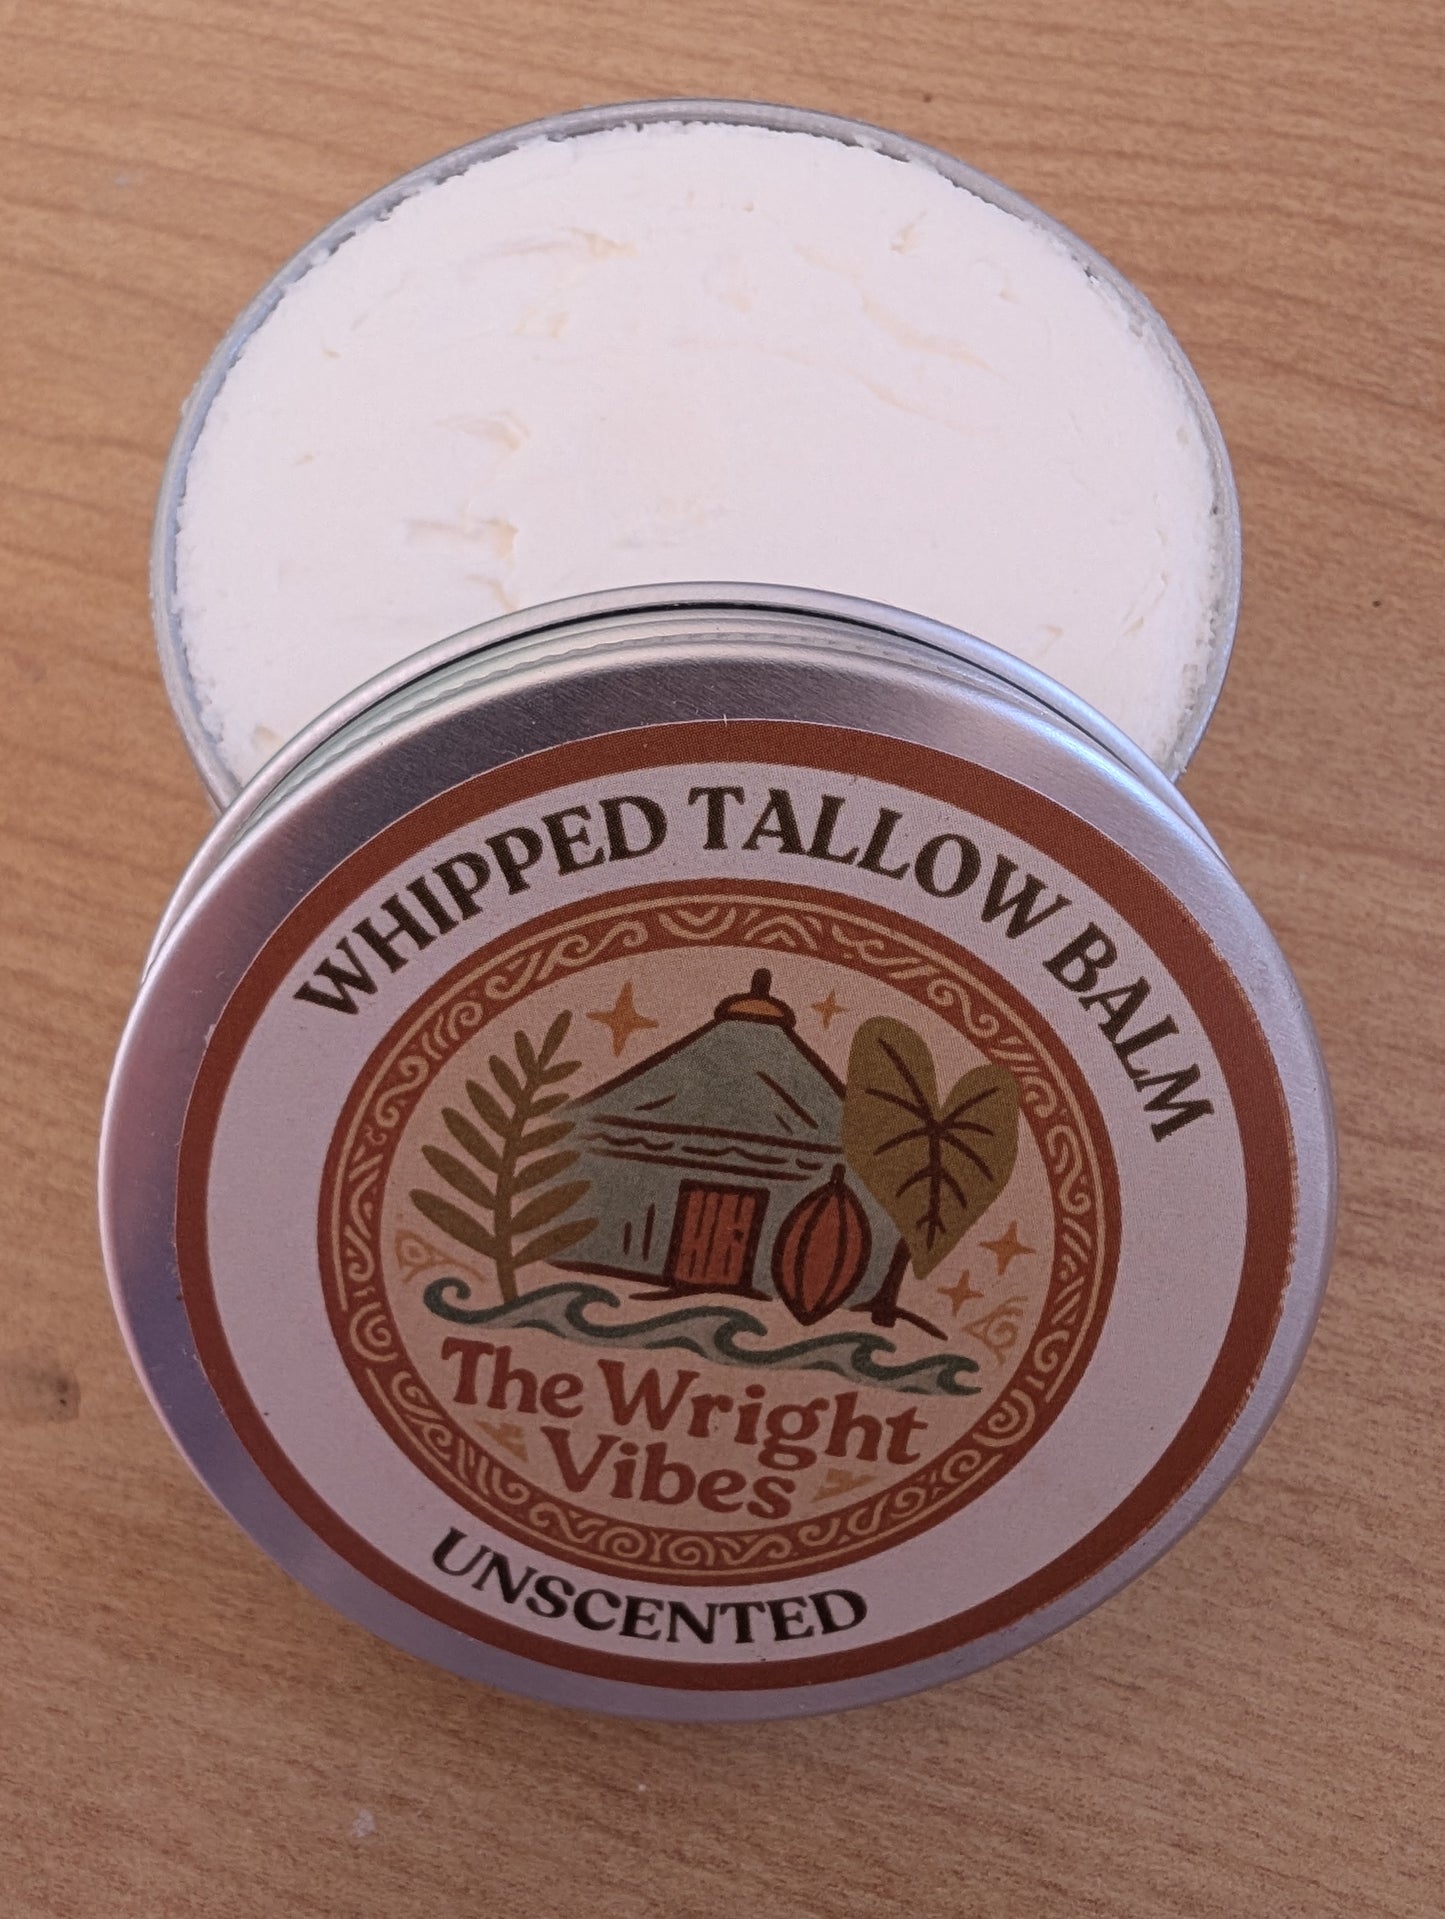 WHIPPED TALLOW BALM
The Wright
Vibes
UNSCENTED